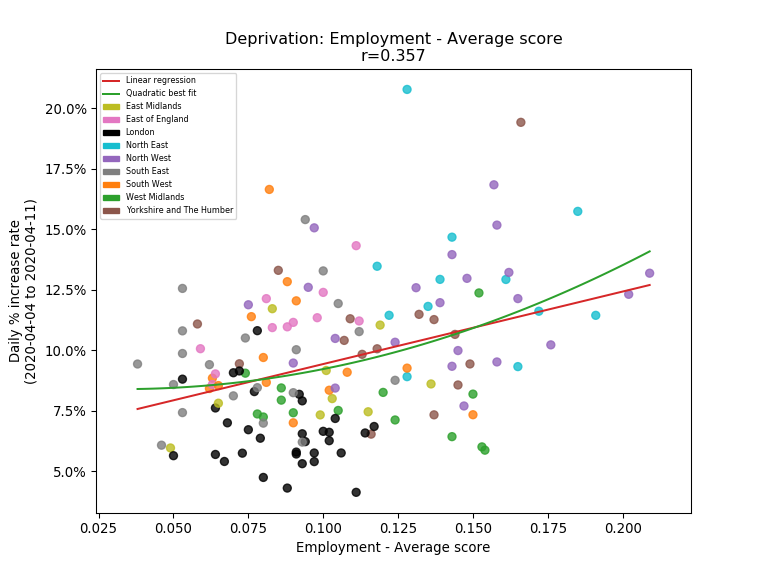 Deprivation: Employment - Average score
r=0.357
Linear regression
Quadratic best fit
East Midlands
East of England
London
North East
North West
South East
South West
West Midlands
Yorkshire and The Humber
20.0%
17.5%
15.0%
12.5%
10.0%
7.5%
5.0%
Daily % increase rate
(2020-04-04 to 2020-04-11)
0.025
0.050
0.075
0.100
0.125
0.150
0.175
0.200
Employment - Average score